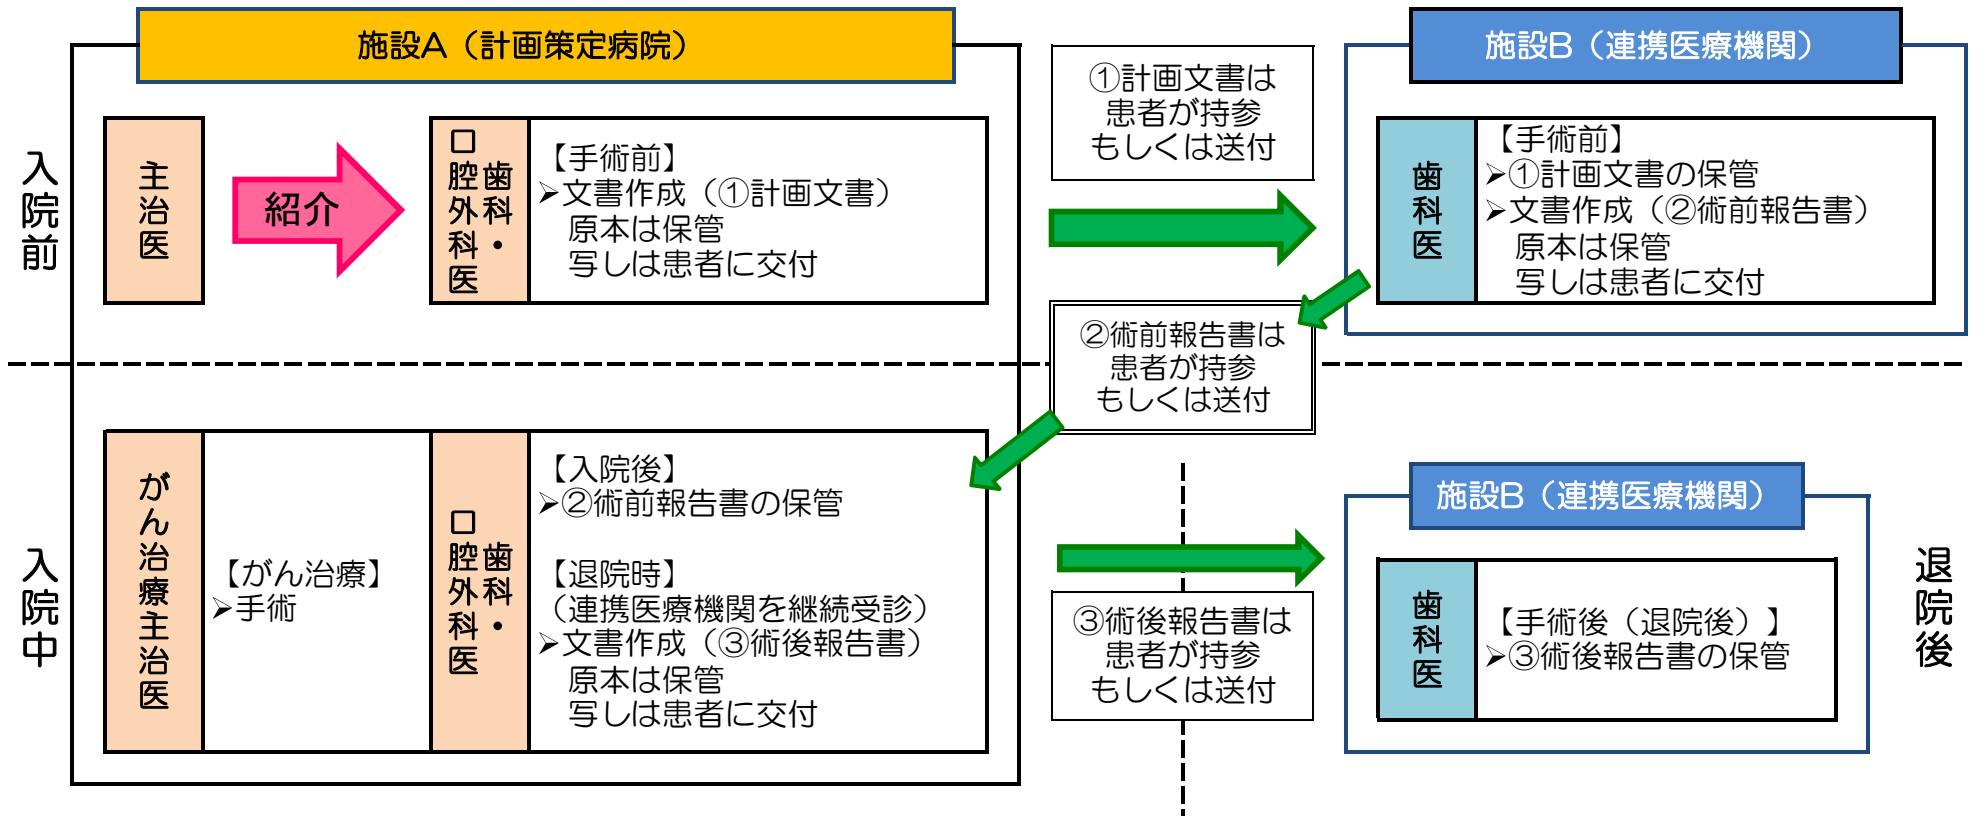 施設A（計画策定病院）
施設B（連携医療機関）
入院前
主治医
紹介
歯科・
口腔外科医
【手術前】
➢文書作成（①計画文書）
原本は保管
写しは患者に交付
①計画文書は
患者が持参
もしくは送付
歯科医
【手術前】
➢①計画文書の保管
➢文書作成（②術前報告書）
原本は保管
写しは患者に交付
②術前報告書は
患者が持参
もしくは送付
入院中
がん治療主治医
【がん治療】
➢手術
歯科・
口腔外科医
【入院後】
➢②術前報告書の保管
【退院時】
（連携医療機関を継続受診）
➢文書作成（③術後報告書）
原本は保管
写しは患者に交付
③術後報告書は
患者が持参
もしくは送付
施設B（連携医療機関）
歯科医
【手術後（退院後）】
➢③術後報告書の保管
退院後